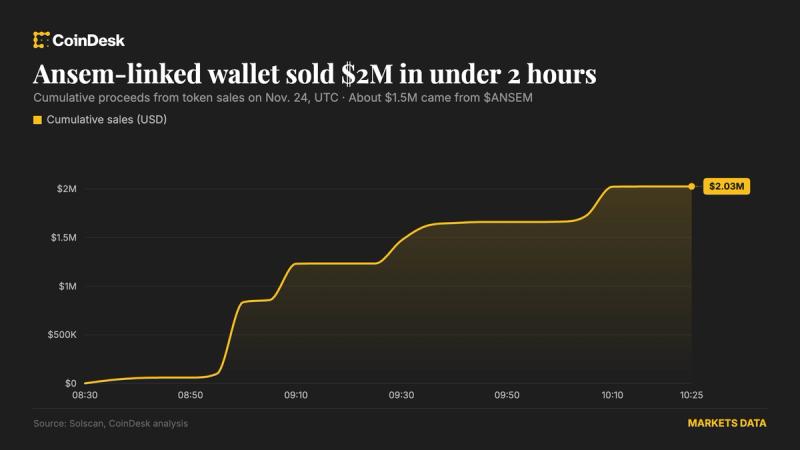 CoinDesk
Ansem-linked wallet sold $2M in under 2 hours
Cumulative proceeds from token sales on Nov. 24, UTC · About $1.5M came from $ANSEM
Cumulative sales (USD)
$2M
$2.03M
$1.5M
$1M
$500K
$0
08:30 08:50 09:10 09:30 09:50 10:10 10:25
Source: Solscan, CoinDesk analysis
MARKETS DATA